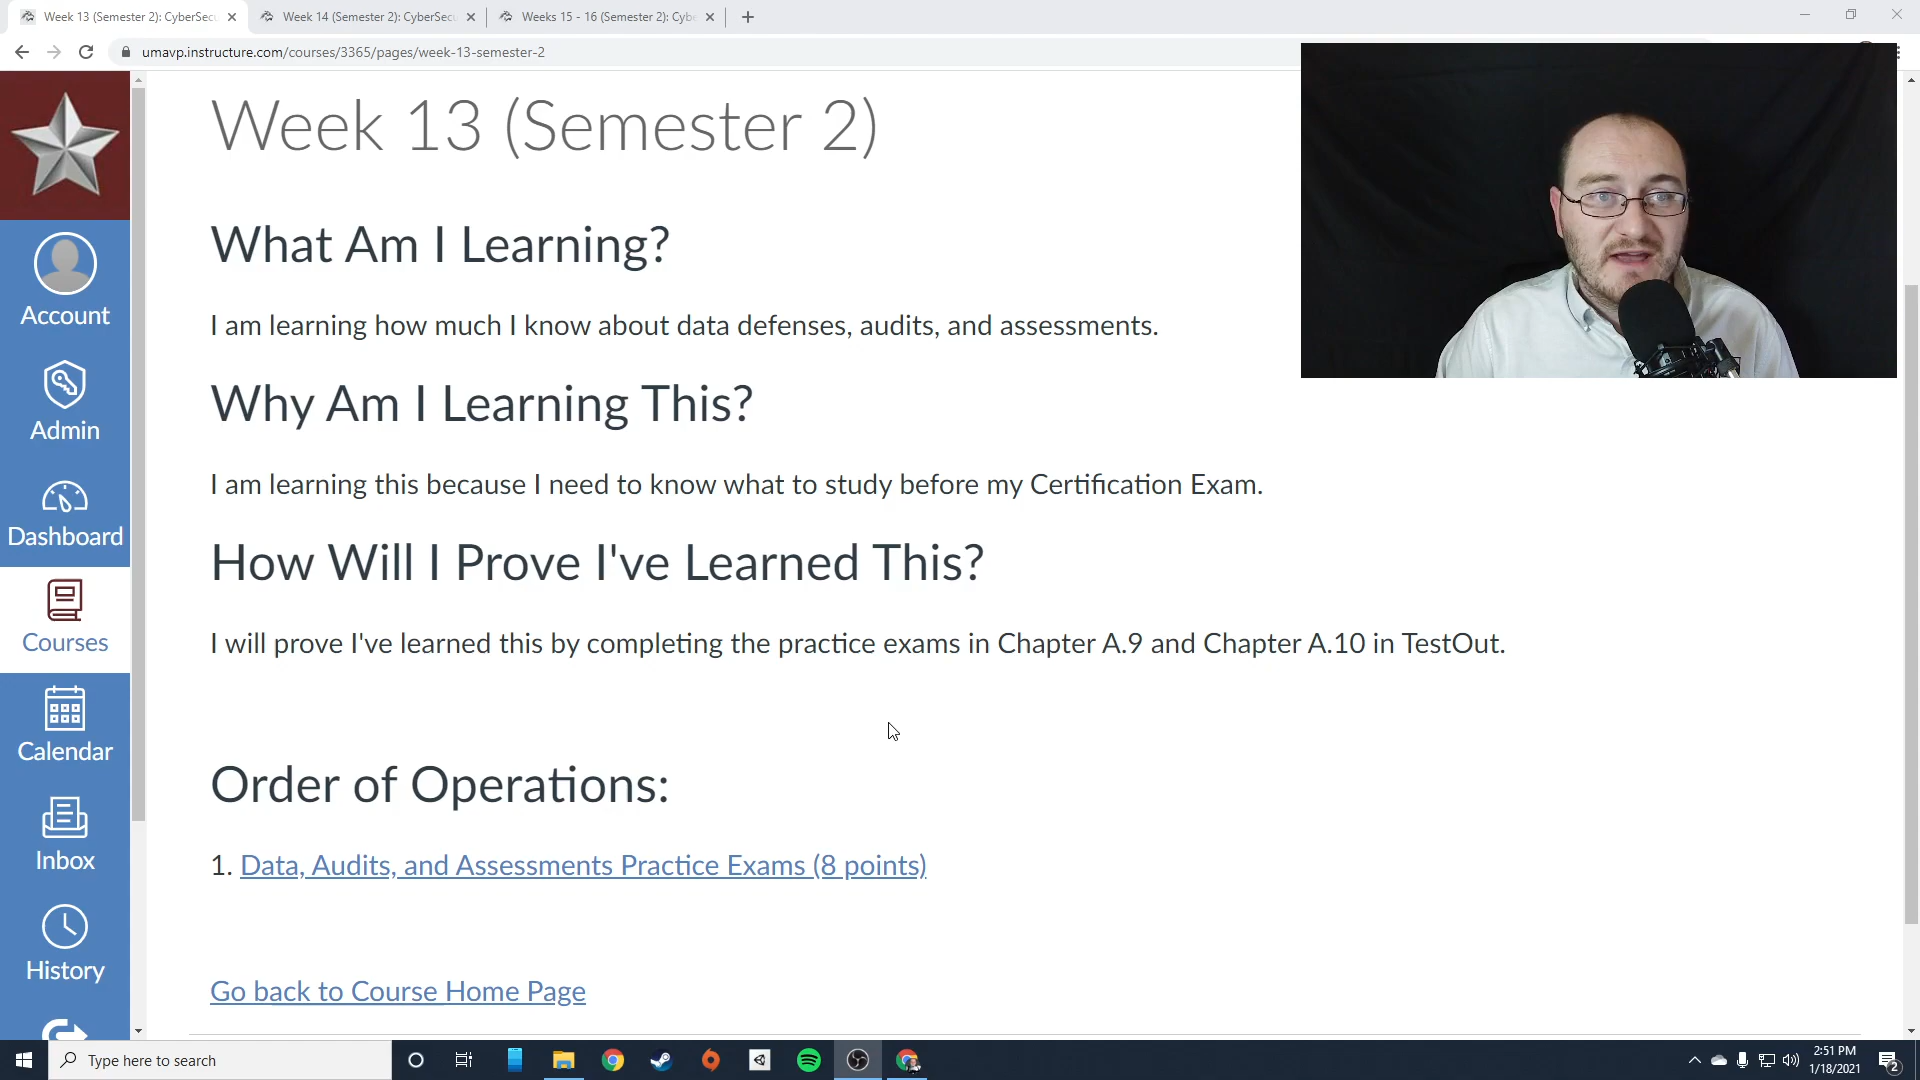 Week 13 (Semester 2): CyberSecu
Week 14 (Semester 2): CyberSecu
Weeks 15 - 16 (Semester 2): Cybe
umavp.instructure.com/courses/3365/pages/week-13-semester-2
Week 13 (Semester 2)
What Am I Learning?
I am learning how much I know about data defenses, audits, and assessments.
Why Am I Learning This?
I am learning this because I need to know what to study before my Certification Exam.
How Will I Prove I've Learned This?
I will prove I've learned this by completing the practice exams in Chapter A.9 and Chapter A.10 in TestOut.
Order of Operations:
1. Data, Audits, and Assessments Practice Exams (8 points)
Go back to Course Home Page
Account
Admin
Dashboard
Courses
Calendar
Inbox
History
Type here to search
2:51 PM
1/18/2021
2